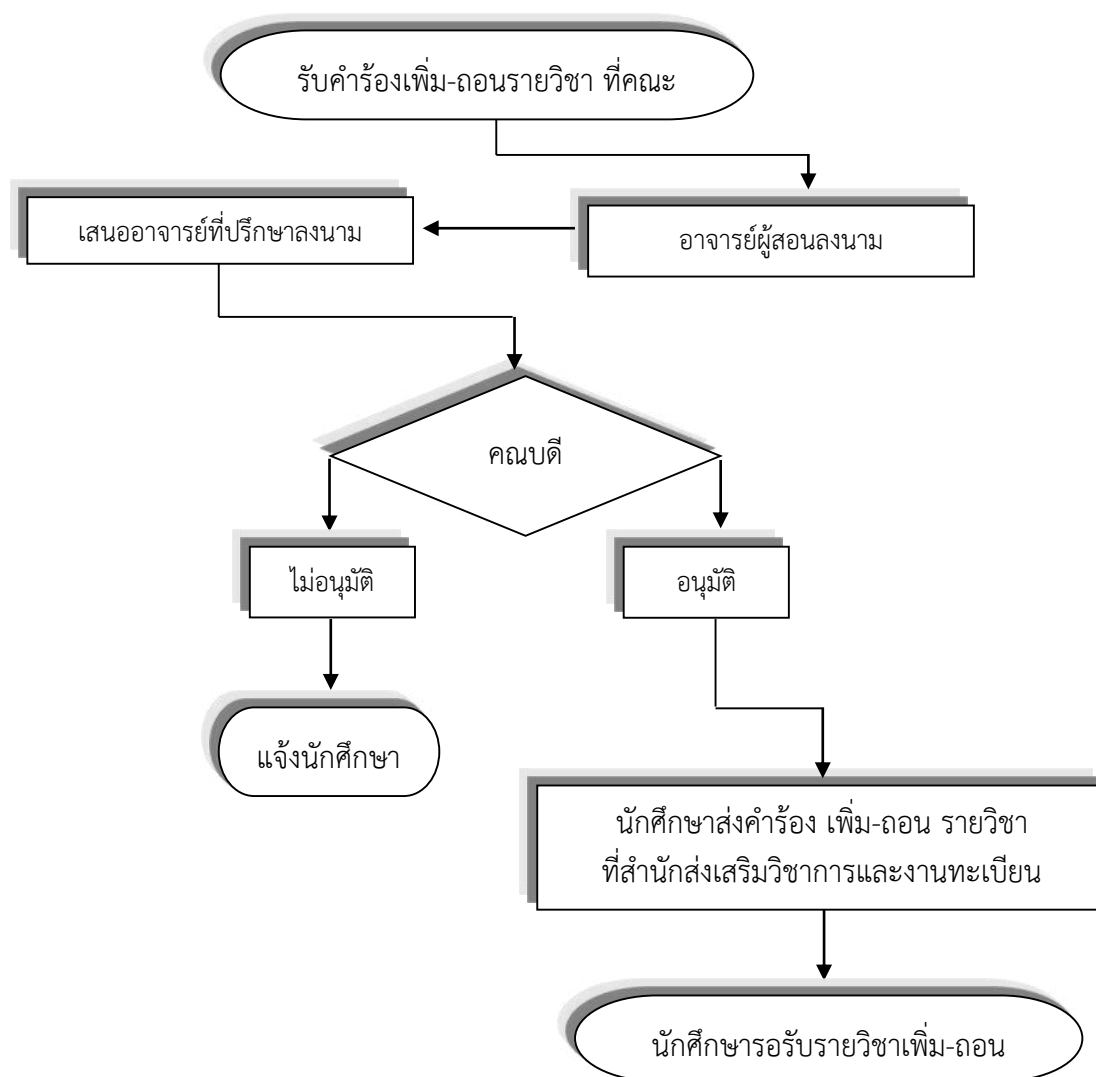 รับคำร้องเพิ่ม-ถอนรายวิชา ที่คณะ
อาจารย์ผู้สอนลงนาม
เสนออาจารย์ที่ปรึกษาลงนาม
คณบดี
ไม่อนุมัติ
อนุมัติ
แจ้งนักศึกษา
นักศึกษาส่งคำร้อง เพิ่ม-ถอน รายวิชา
ที่สำนักส่งเสริมวิชาการและงานทะเบียน
นักศึกษารอรับรายวิชาเพิ่ม-ถอน